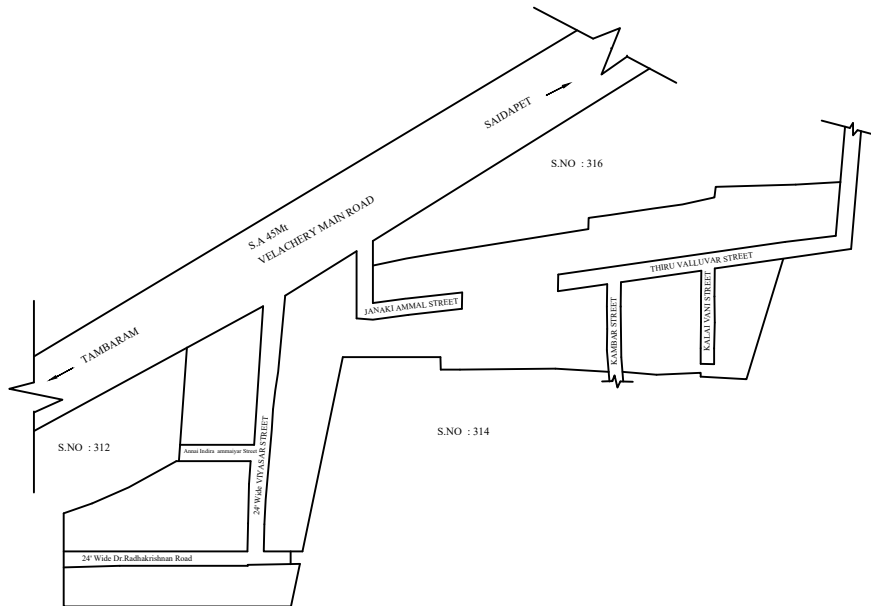 SAIDAPET
S.NO : 316
S.A 45Mt
VELACHERY MAIN ROAD
THIRU VALLUVAR STREET
JANAKI AMMAL STREET
KAMBAR STREET
KALAI VANI STREET
TAMBARAM
S.NO : 312
S.NO : 314
Annai Indira ammaiyar Street
24' Wide VIYASAR STREET
24' Wide Dr.Radhakrishnan Road